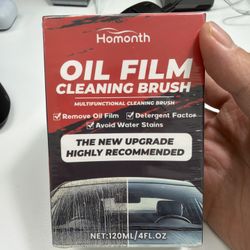 Homonth
OIL FILM
CLEANING BRUSH
MULTIFUNCTIONAL CLEANING BRUSH
Remove Oil Film Detergent Factor
Avoid Water Stains
THE NEW UPGRADE
HIGHLY RECOMMENDED
NET:120ML/4FL.OZ